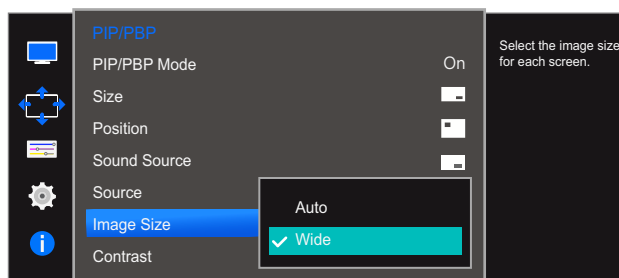 PIP/PBP
PIP/PBP Mode On
Size
Position
Sound Source
Source
Image Size
Contrast
Auto
Wide
Select the image size
for each screen.